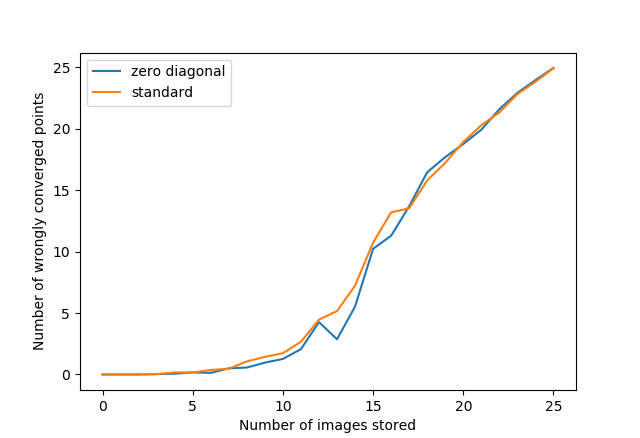 zero diagonal
standard
Number of wrongly converged points
25
20
15
10
5
0
0 5 10 15 20 25
Number of images stored